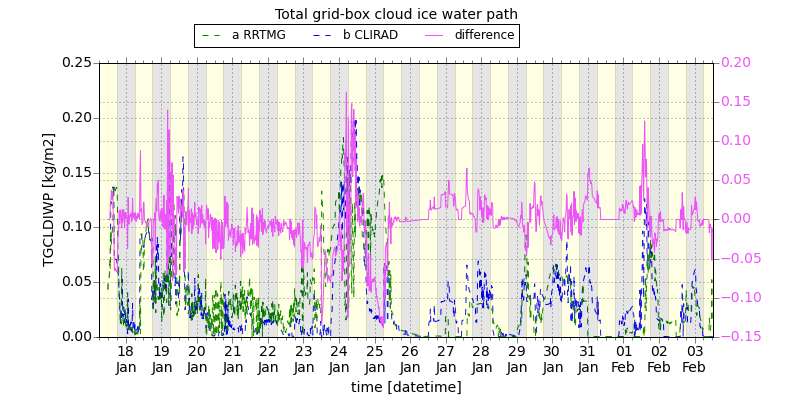 Total grid-box cloud ice water path
a RRTMG b CLIRAD difference
0.25 0.20
0.20 0.15
0.15 0.10
0.10 0.05
0.05 0.00
0.00 −0.05
−0.10
−0.15
TGCLDIWP [kg/m2]
18 19 20 21 22 23 24 25 26 27 28 29 30 31 01 02 03
Jan Jan Jan Jan Jan Jan Jan Jan Jan Jan Jan Jan Jan Jan Feb Feb Feb
time [datetime]